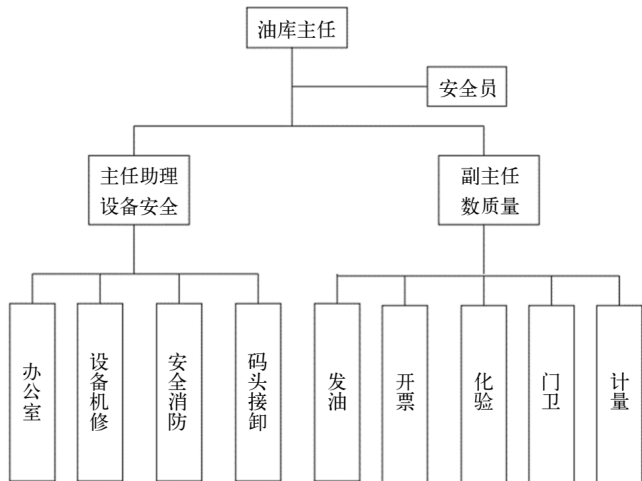 油库主任
安全员
主任助理
设备安全
副主任
数质量
办公室
设备机修
安全消防
码头接卸
发油
开票
化验
门卫
计量